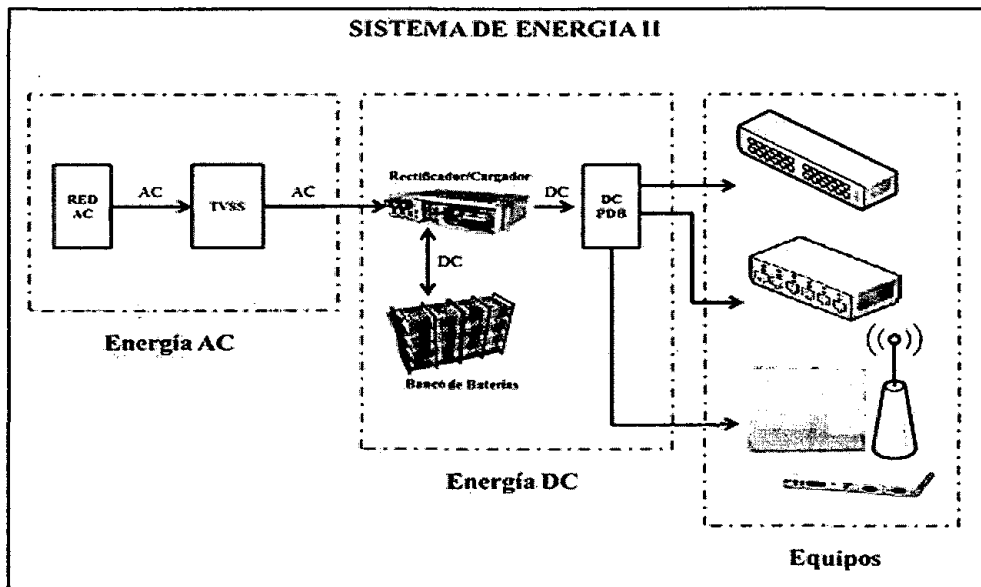 SISTEMA DE ENERGIA II
RED
AC
AC
TVSS
AC
Rectificador/Cargador
DC
DC
PDB
DC
Banco de Baterías
Energía AC
Energía DC
Equipos